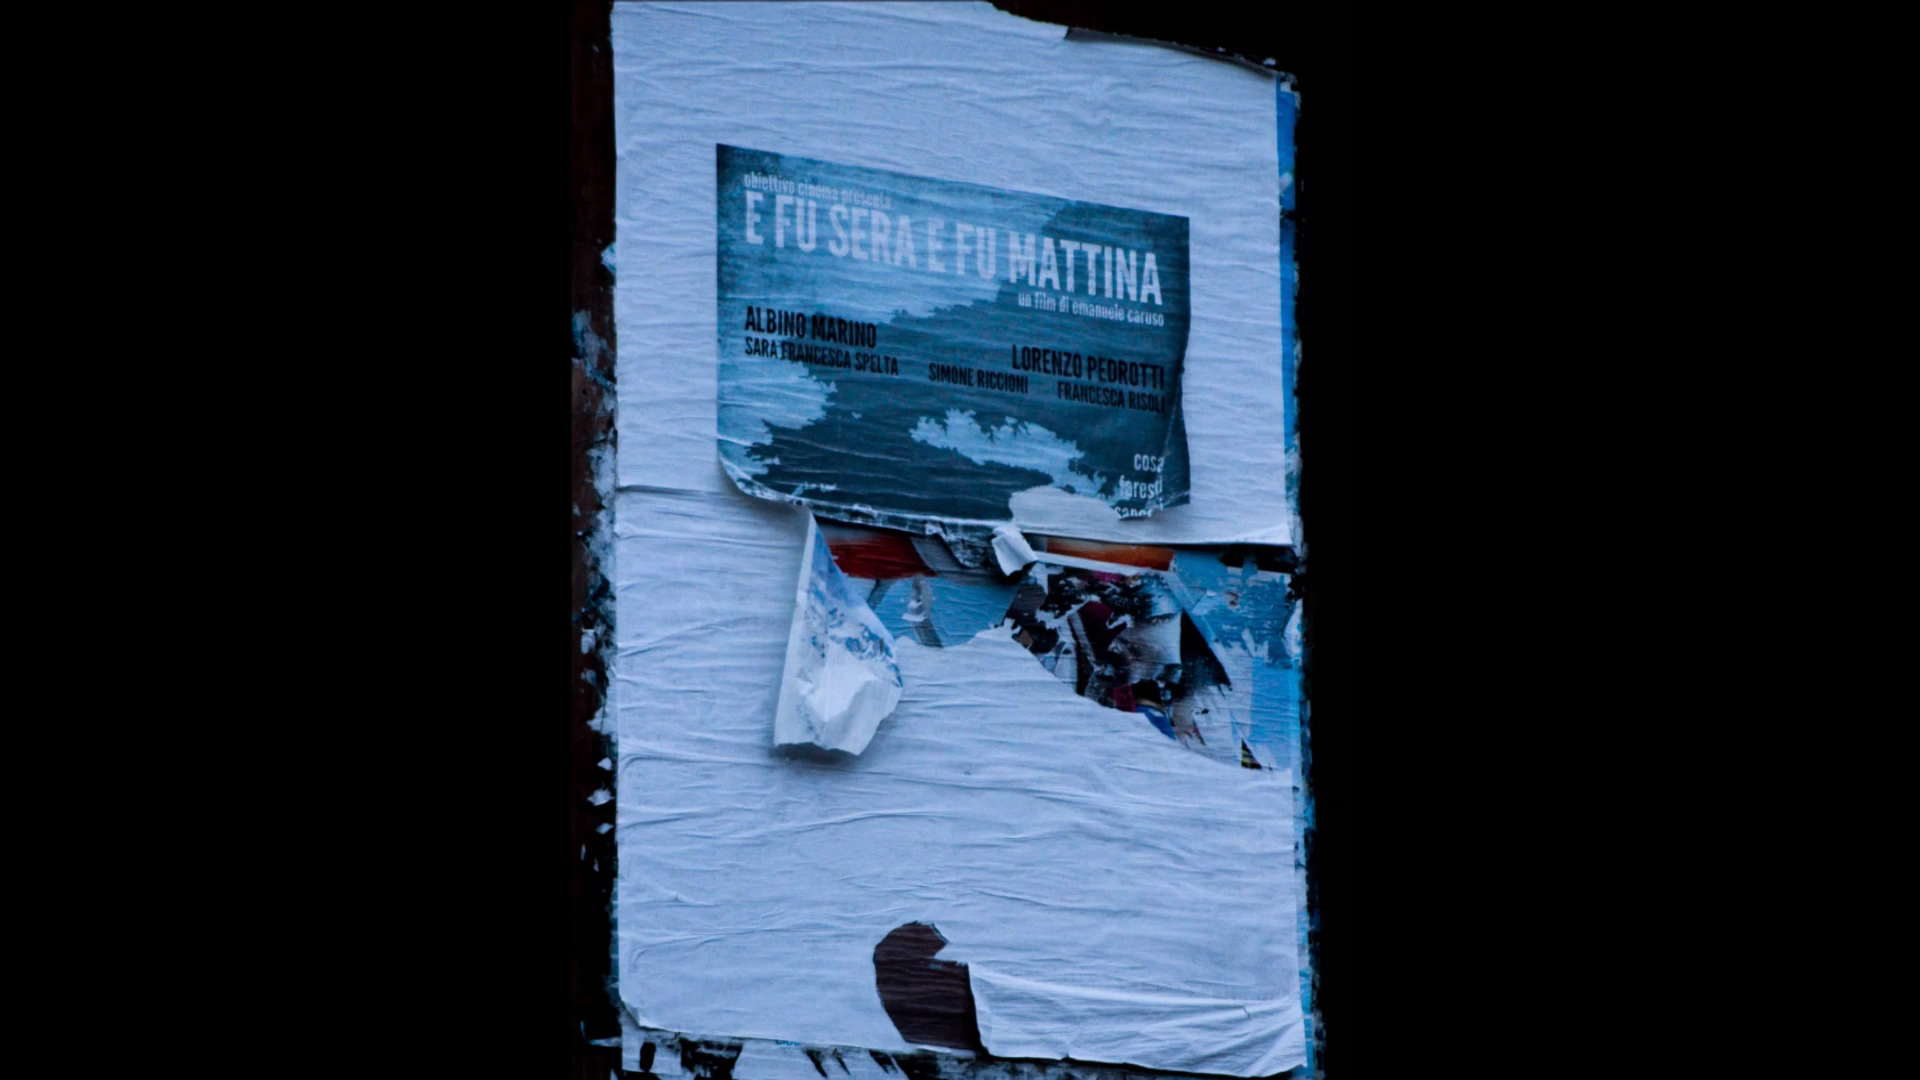 obiettivo cinema presenta
E FU SERA E FU MATTINA
un film di emanuele caruso
ALBINO MARINO
LORENZO PEDROTTI
SARA FRANCESCA SPELTA
SIMONE RICCIONI
FRANCESCA RISOLI
cosa
faresti